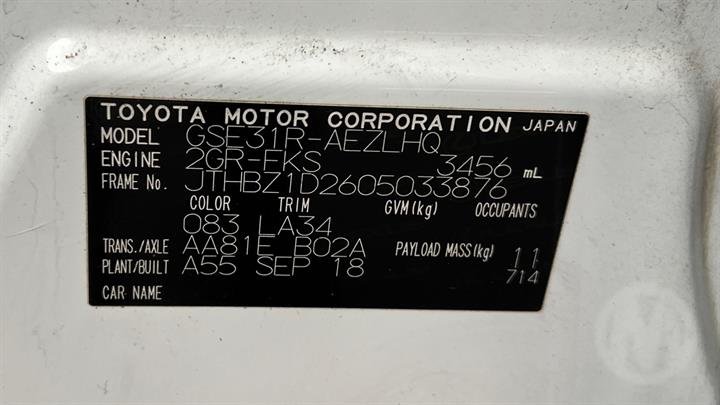 TOYOTA MOTOR CORPORATION JAPAN
MODEL GSE31R-AEZLHQ
ENGINE 2GR-FKS 3456 mL
FRAME No. JTHBZ1D2605033876
COLOR TRIM GVM(kg) OCCUPANTS
083 LA34
TRANS./AXLE AA81E B02A PAYLOAD MASS(kg) 11
PLANT/BUILT A55 SEP 18 714
CAR NAME